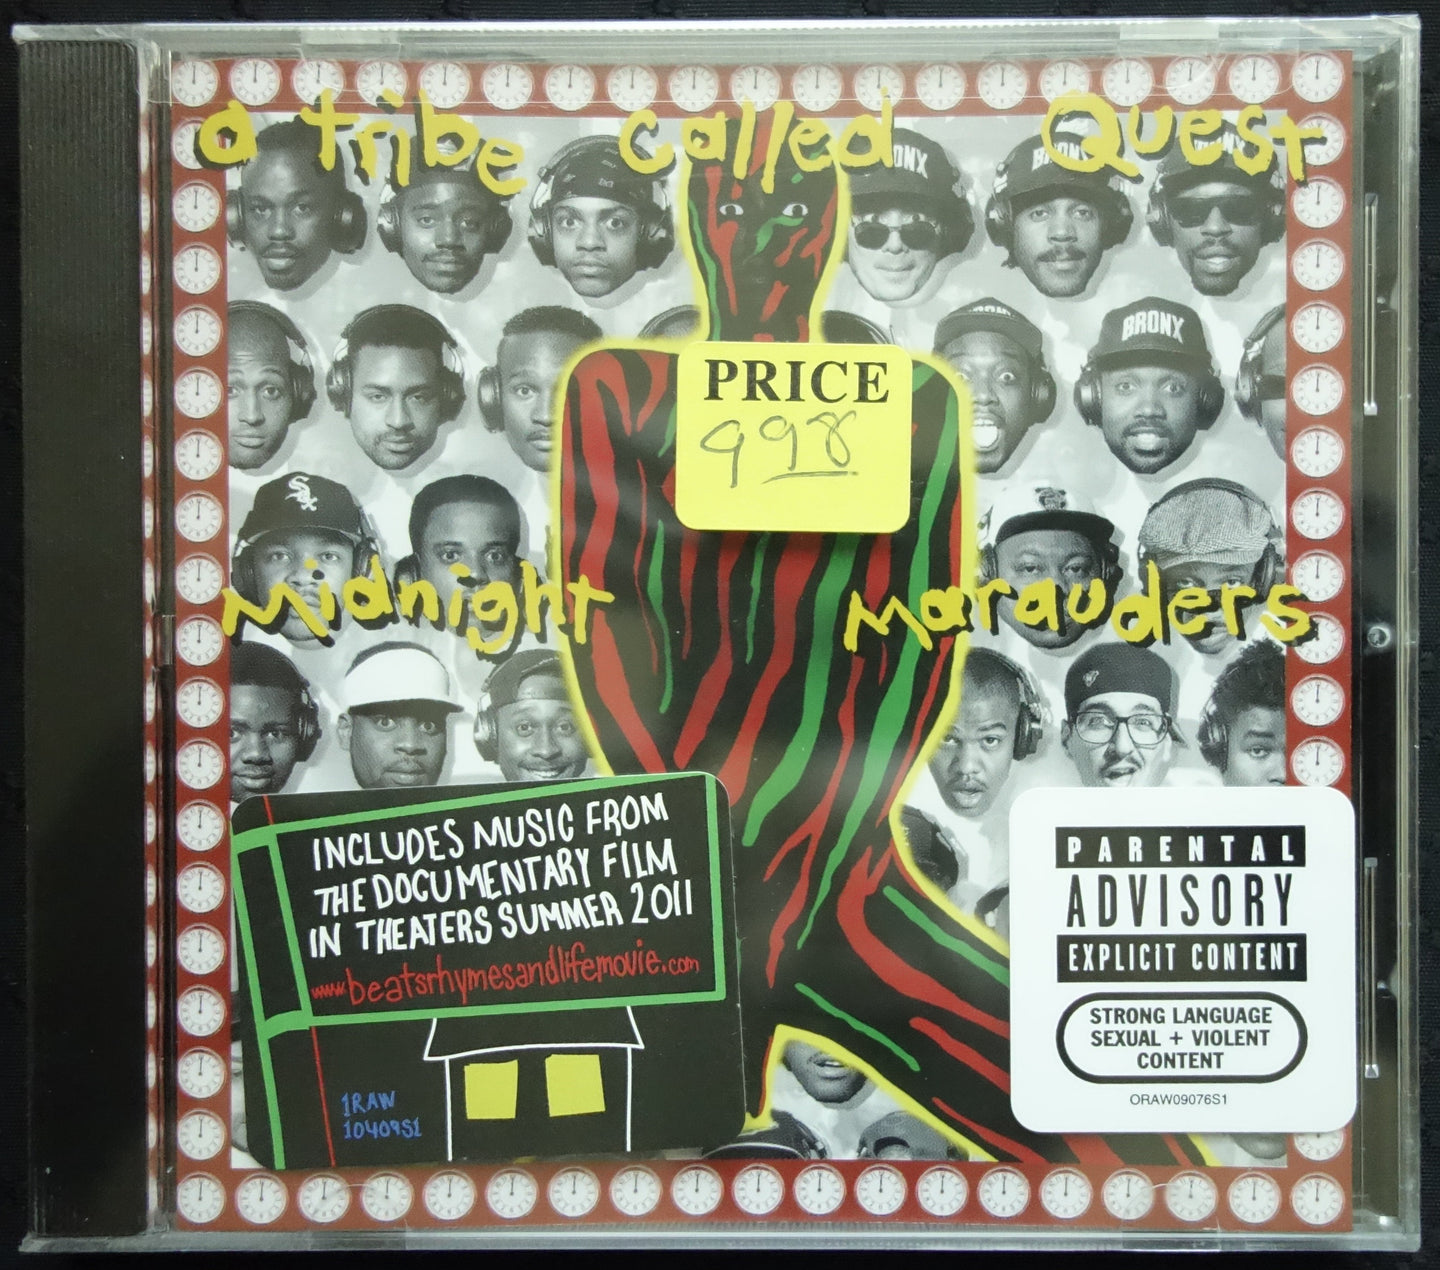 a tribe called Quest
BRONX
BRONX
BRONX
PRICE
998
Sox
Midnight Marauders
INCLUDES MUSIC FROM
THE DOCUMENTARY FILM
IN THEATERS SUMMER 2011
www.beatsrhymesandlifemovie.com
1RAW
10409S1
PARENTAL
ADVISORY
EXPLICIT CONTENT
STRONG LANGUAGE
SEXUAL + VIOLENT
CONTENT
ORAW09076S1